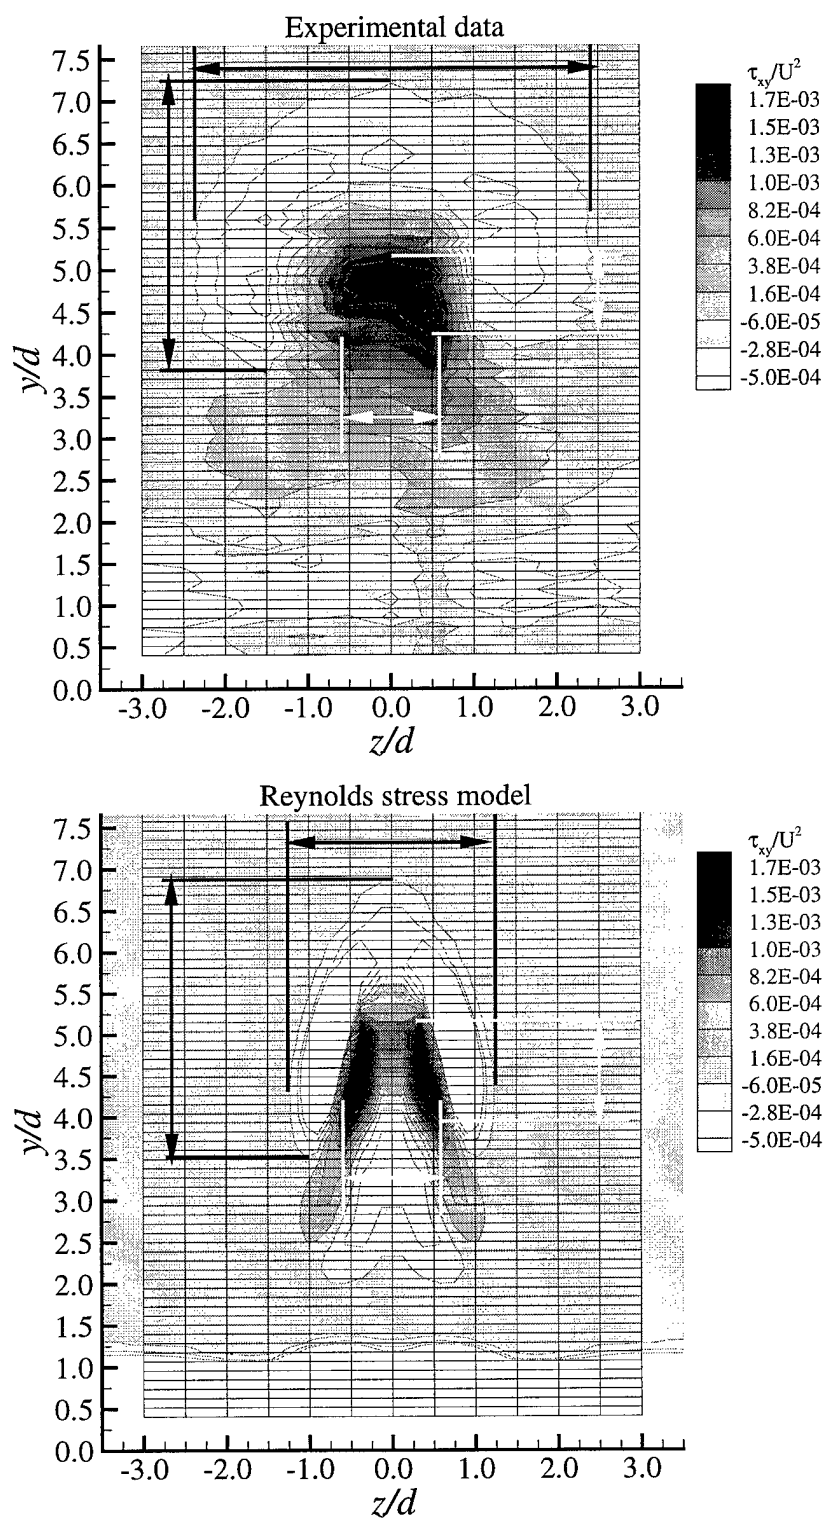 Experimental data
7.5
7.0
6.5
6.0
5.5
5.0
4.5
4.0
3.5
3.0
2.5
2.0
1.5
1.0
0.5
0.0
y/d
-3.0 -2.0 -1.0 0.0 1.0 2.0 3.0
z/d
τxy/U²
1.7E-03
1.5E-03
1.3E-03
1.0E-03
8.2E-04
6.0E-04
3.8E-04
1.6E-04
-6.0E-05
-2.8E-04
-5.0E-04
Reynolds stress model
7.5
7.0
6.5
6.0
5.5
5.0
4.5
4.0
3.5
3.0
2.5
2.0
1.5
1.0
0.5
0.0
y/d
-3.0 -2.0 -1.0 0.0 1.0 2.0 3.0
z/d
τxy/U²
1.7E-03
1.5E-03
1.3E-03
1.0E-03
8.2E-04
6.0E-04
3.8E-04
1.6E-04
-6.0E-05
-2.8E-04
-5.0E-04